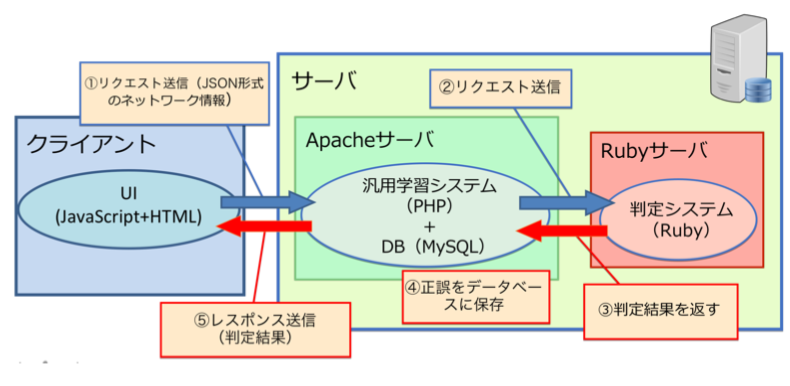 ①リクエスト送信（JSON形式
のネットワーク情報）
サーバ
②リクエスト送信
クライアント
UI
(JavaScript+HTML)
Apacheサーバ
汎用学習システム
（PHP）
+
DB（MySQL）
Rubyサーバ
判定システム
（Ruby）
④正誤をデータベー
スに保存
③判定結果を返す
⑤レスポンス送信
（判定結果）